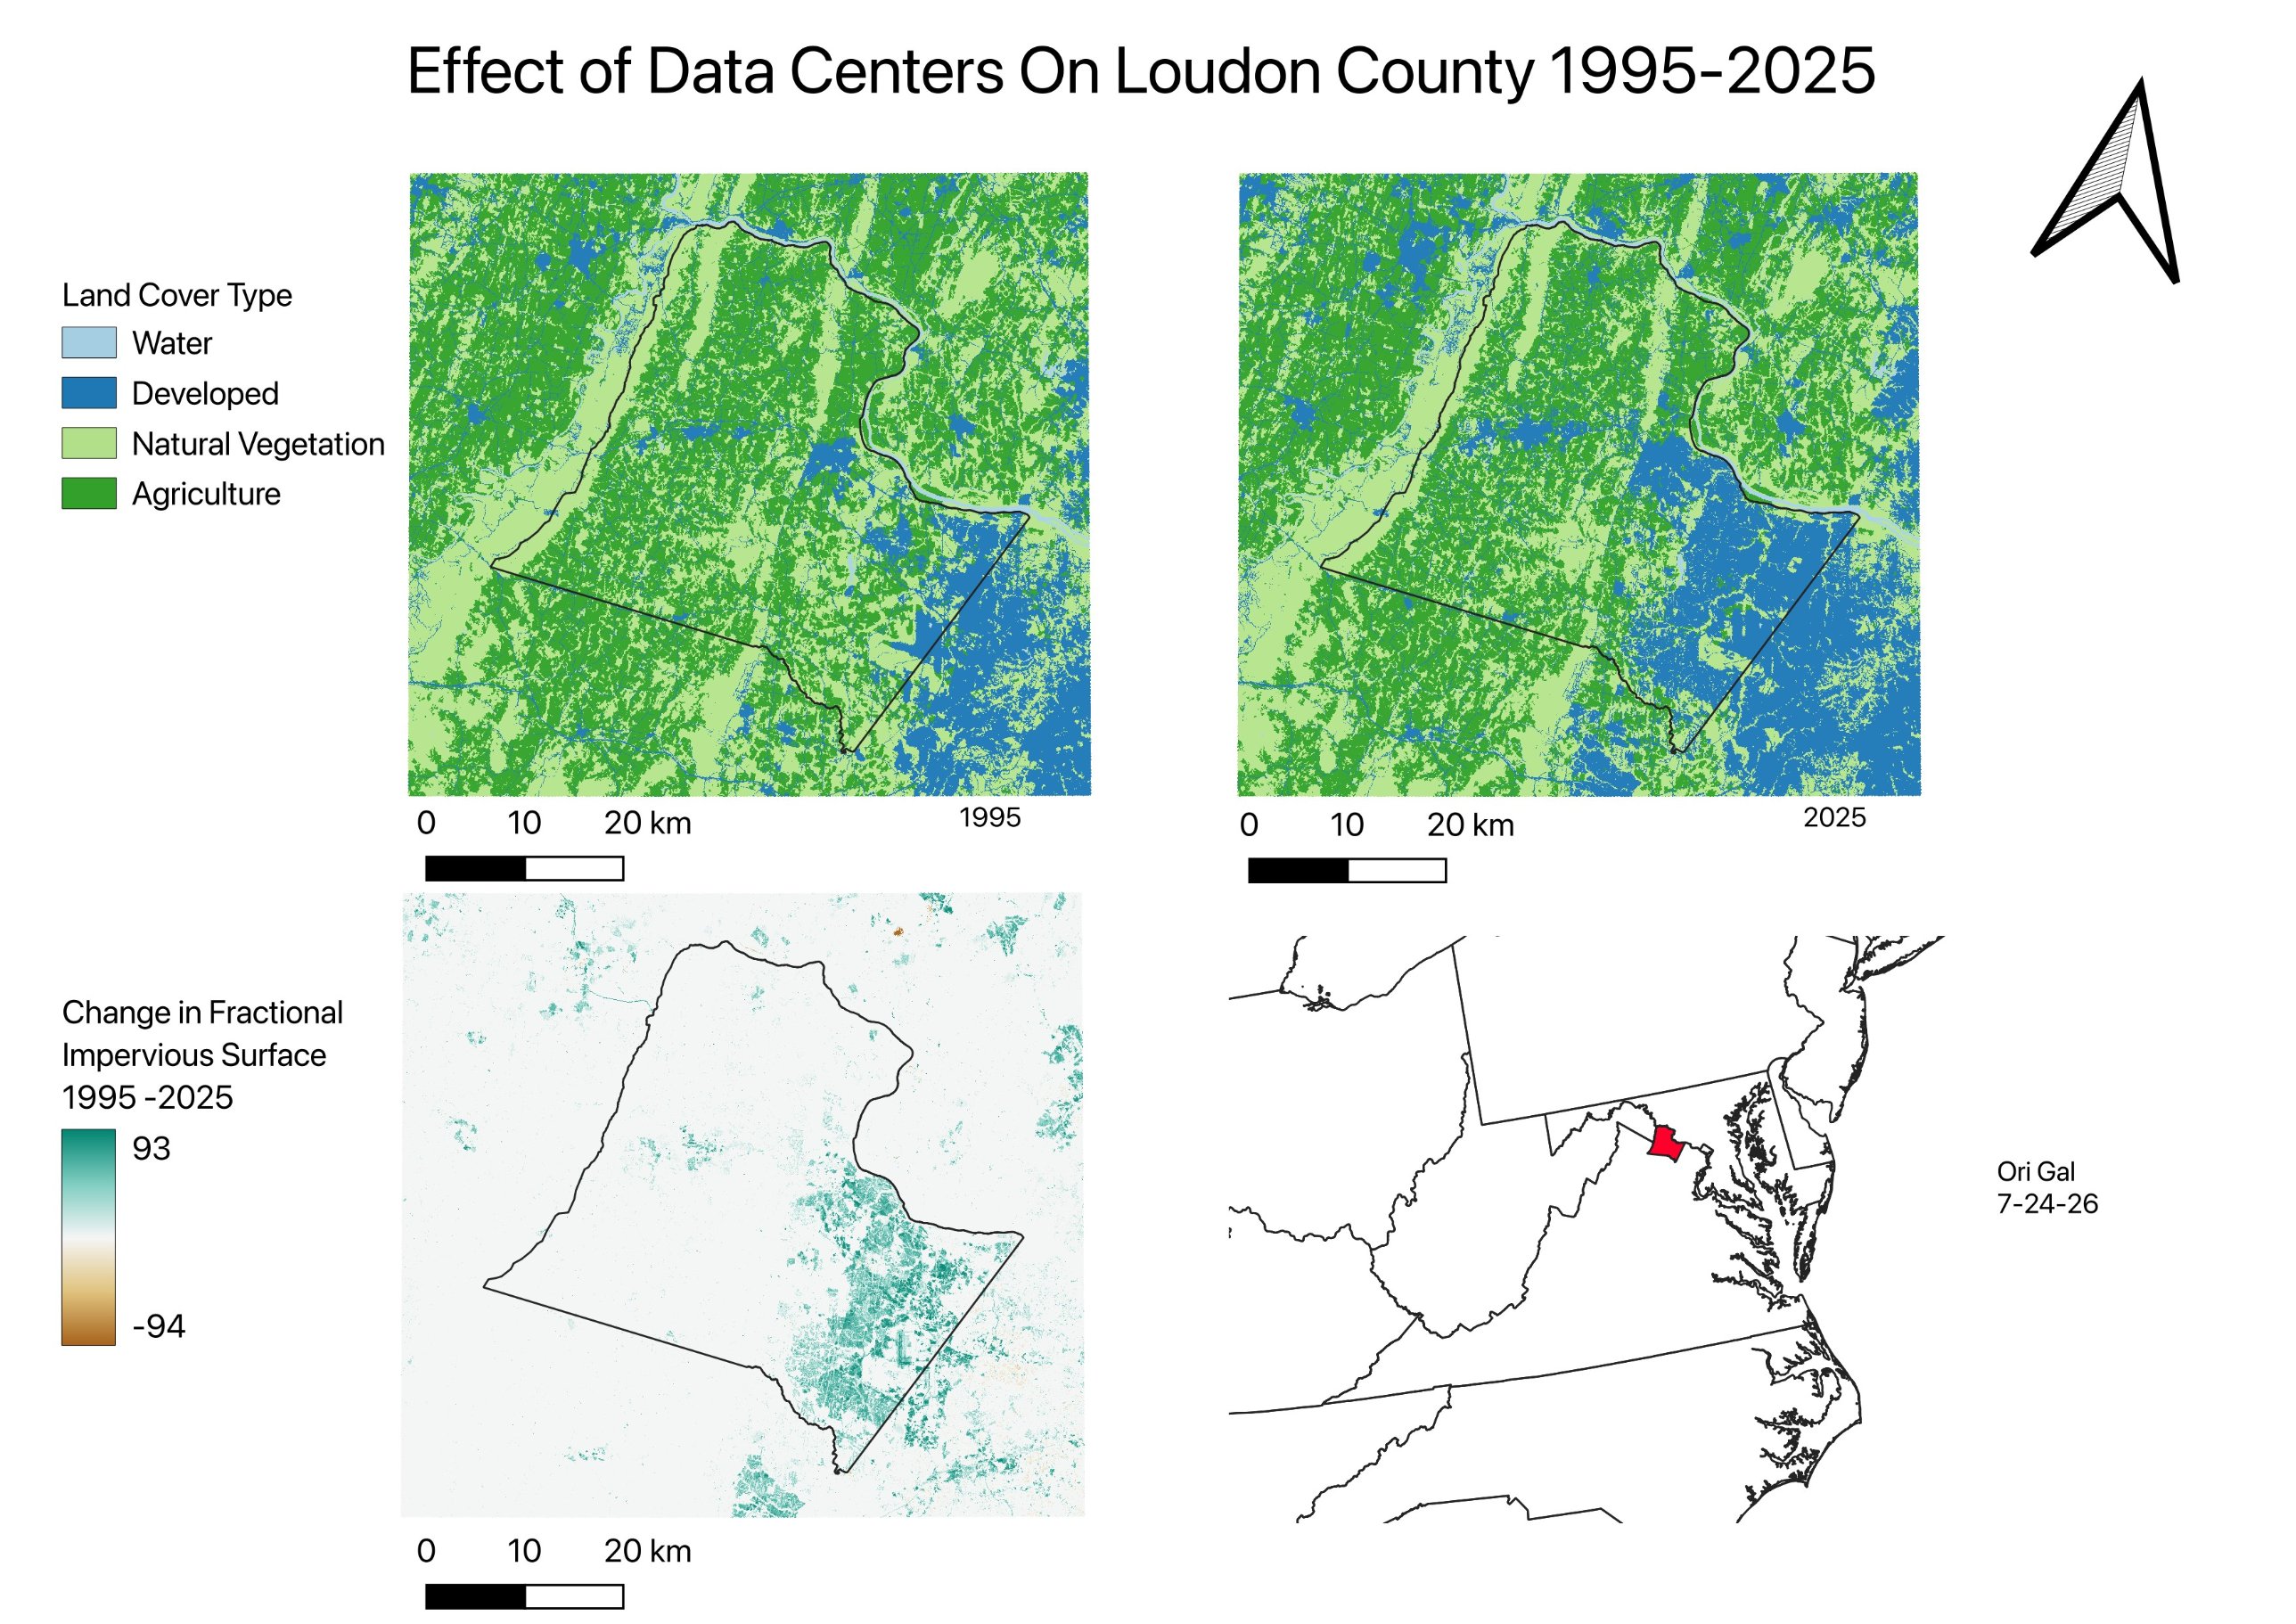 Effect of Data Centers On Loudon County 1995-2025
Land Cover Type
Water
Developed
Natural Vegetation
Agriculture
0 10 20 km
1995
0 10 20 km
2025
Change in Fractional
Impervious Surface
1995 -2025
93
-94
Ori Gal
7-24-26
0 10 20 km